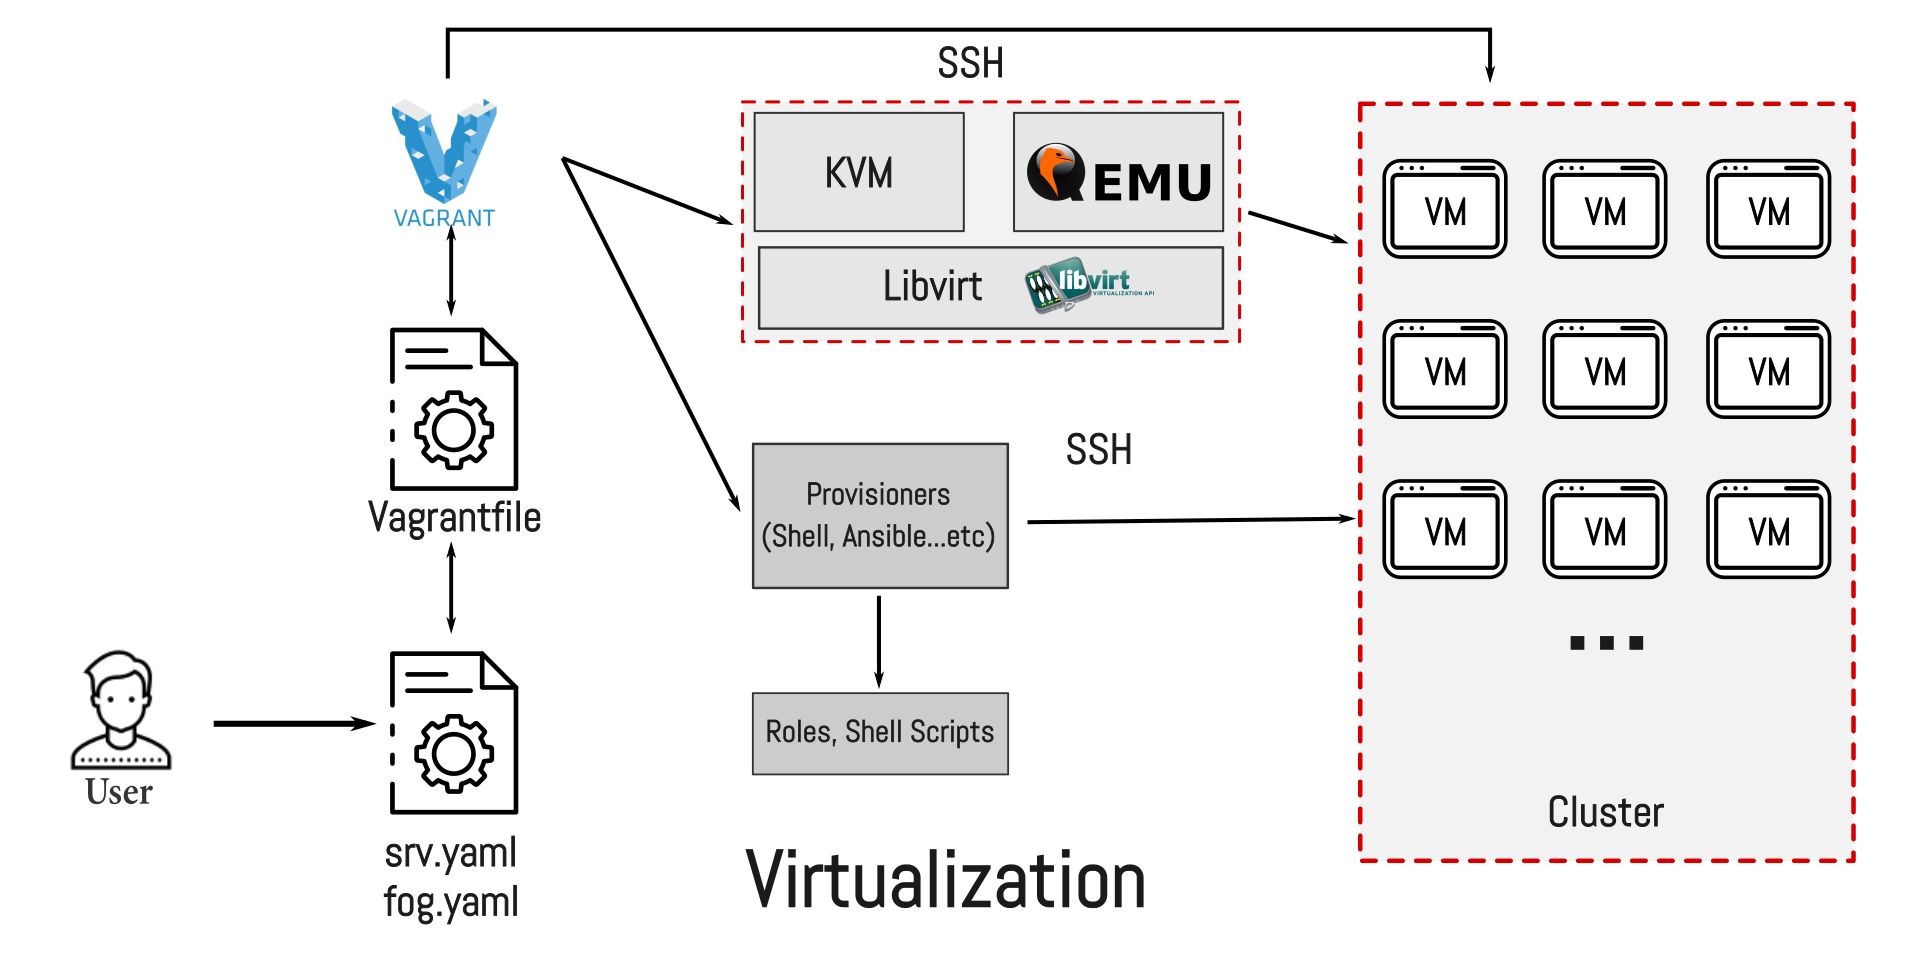 SSH
VAGRANT
KVM
QEMU
Libvirt
libvirt
VIRTUALIZATION API
Vagrantfile
SSH
Provisioners
(Shell, Ansible...etc)
Roles, Shell Scripts
User
srv.yaml
fog.yaml
Virtualization
VM VM VM
VM VM VM
VM VM VM
...
Cluster